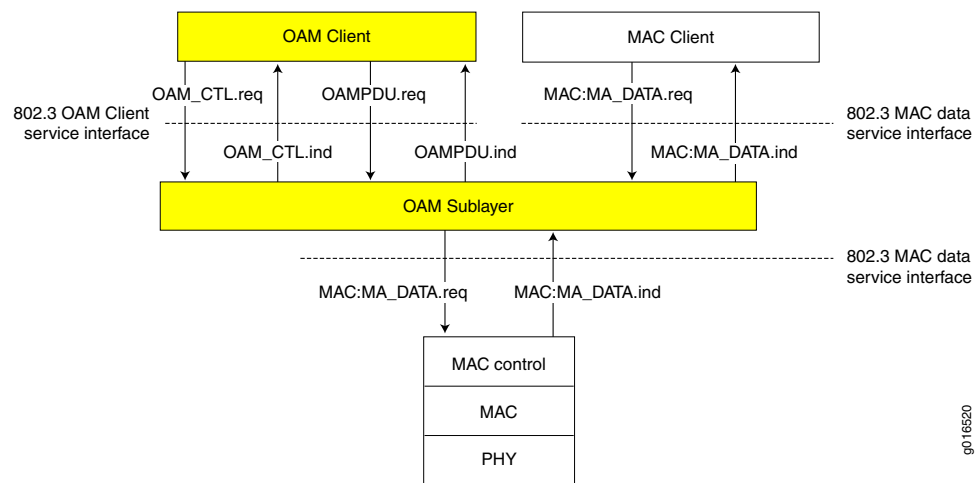 OAM Client
MAC Client
OAM_CTL.req
OAMPDU.req
MAC:MA_DATA.req
802.3 OAM Client
service interface
802.3 MAC data
service interface
OAM_CTL.ind
OAMPDU.ind
MAC:MA_DATA.ind
OAM Sublayer
802.3 MAC data
service interface
MAC:MA_DATA.req
MAC:MA_DATA.ind
MAC control
MAC
PHY
g016520